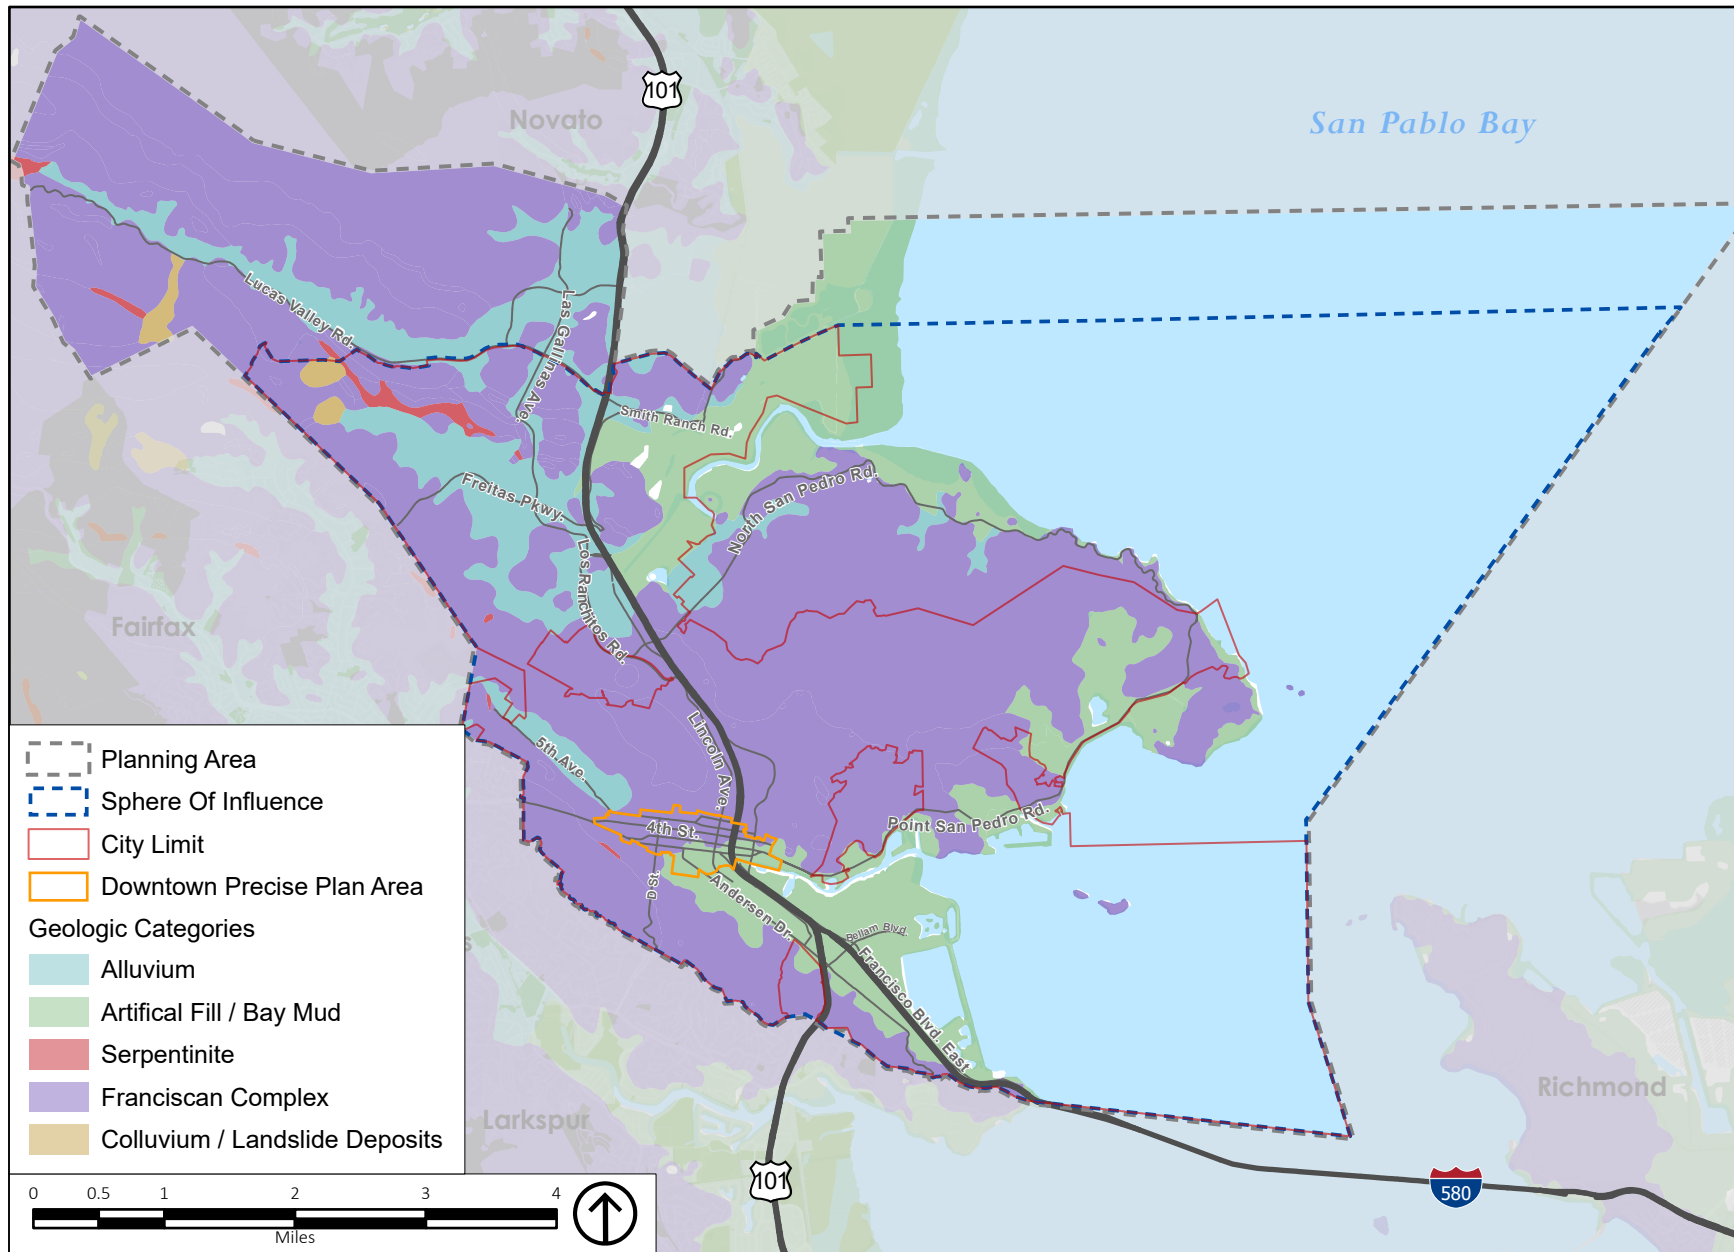 101
Novato
San Pablo Bay
Lucas Valley Rd.
Las Gallinas Ave.
Smith Ranch Rd.
Freitas Pkwy.
North San Pedro Rd.
Los Ranchitos Rd.
Fairfax
Lincoln Ave.
5th Ave.
4th St.
Point San Pedro Rd.
D St.
Andersen Dr.
Bellam Blvd.
Francisco Blvd. East
Larkspur
Richmond
101
580
Planning Area
Sphere Of Influence
City Limit
Downtown Precise Plan Area
Geologic Categories
Alluvium
Artifical Fill / Bay Mud
Serpentinite
Franciscan Complex
Colluvium / Landslide Deposits
0 0.5 1 2 3 4
Miles